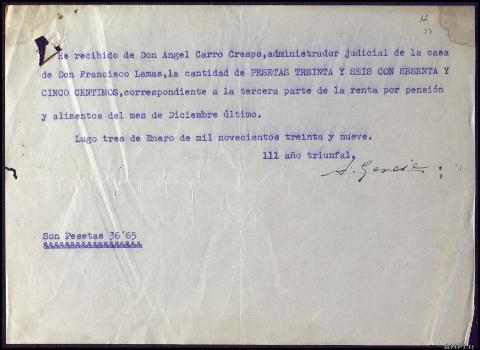 32
33
He recibido de Don Angel Carro Crespo,administrador judicial de la casa
de Don Francisco Lamas,la cantidad de PESETAS TREINTA Y SEIS CON SESENTA Y
CINCO CENTIMOS,correspondiente a la tercera parte de la renta por pensión
y alimentos del mes de Diciembre último.
Lugo tres de Enero de mil novecientos treinta y nueve.
111 año triunfal.
A. García
Son Pesetas 36'65
&&&&&&&&&&&&&&&&&&